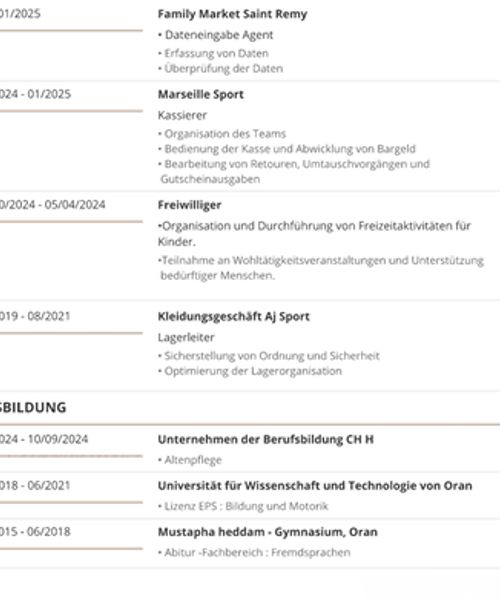 01/2025 Family Market Saint Remy
• Dateneingabe Agent
• Erfassung von Daten
• Überprüfung der Daten
024 - 01/2025 Marseille Sport
Kassierer
• Organisation des Teams
• Bedienung der Kasse und Abwicklung von Bargeld
• Bearbeitung von Retouren, Umtauschvorgängen und
Gutscheinausgaben
0/2024 - 05/04/2024 Freiwilliger
•Organisation und Durchführung von Freizeitaktivitäten für
Kinder.
•Teilnahme an Wohltätigkeitsveranstaltungen und Unterstützung
bedürftiger Menschen.
019 - 08/2021 Kleidungsgeschäft Aj Sport
Lagerleiter
• Sicherstellung von Ordnung und Sicherheit
• Optimierung der Lagerorganisation
SBILDUNG
024 - 10/09/2024 Unternehmen der Berufsbildung CH H
• Altenpflege
018 - 06/2021 Universität für Wissenschaft und Technologie von Oran
• Lizenz EPS : Bildung und Motorik
015 - 06/2018 Mustapha heddam - Gymnasium, Oran
• Abitur -Fachbereich : Fremdsprachen